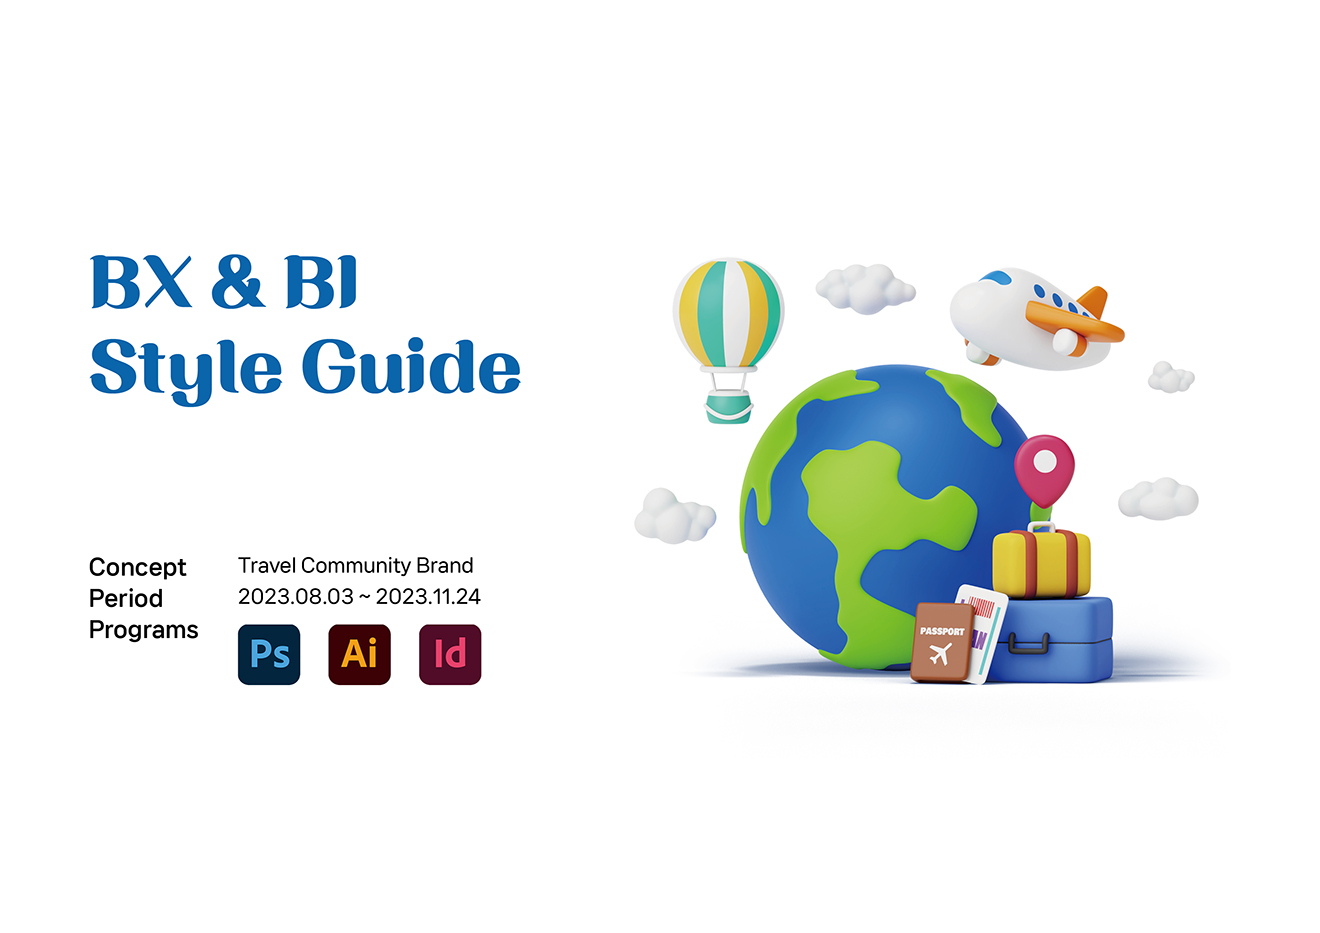 BX & BI
Style Guide
Concept Travel Community Brand
Period 2023.08.03 ~ 2023.11.24
Programs Ps Ai Id
PASSPORT